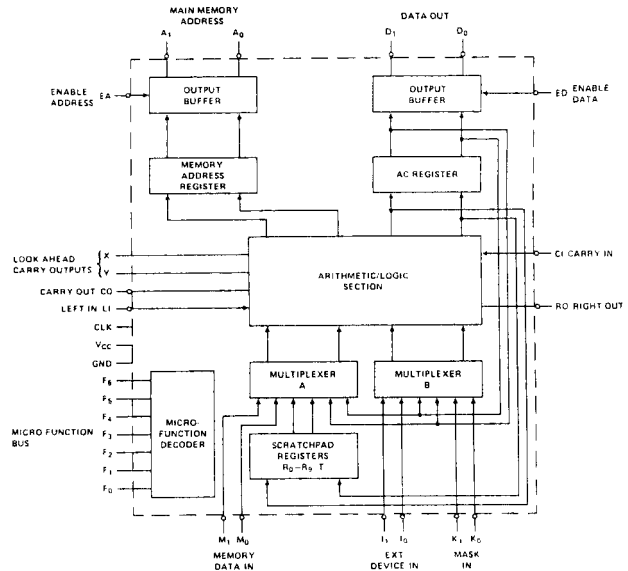 MAIN MEMORY
ADDRESS
DATA OUT
A1 A0
D1 D0
ENABLE
ADDRESS EA
OUTPUT
BUFFER
OUTPUT
BUFFER
ED ENABLE
DATA
MEMORY
ADDRESS
REGISTER
AC REGISTER
LOOK AHEAD
CARRY OUTPUTS
X
Y
ARITHMETIC/LOGIC
SECTION
CI CARRY IN
CARRY OUT CO
LEFT IN LI
RO RIGHT OUT
CLK
VCC
GND
MULTIPLEXER
A
MULTIPLEXER
B
MICRO FUNCTION
BUS
F6
F5
F4
F3
F2
F1
F0
MICRO-
FUNCTION
DECODER
SCRATCHPAD
REGISTERS
R0–R9 T
M1 M0
MEMORY
DATA IN
I1 I0
EXT
DEVICE IN
K1 K0
MASK
IN